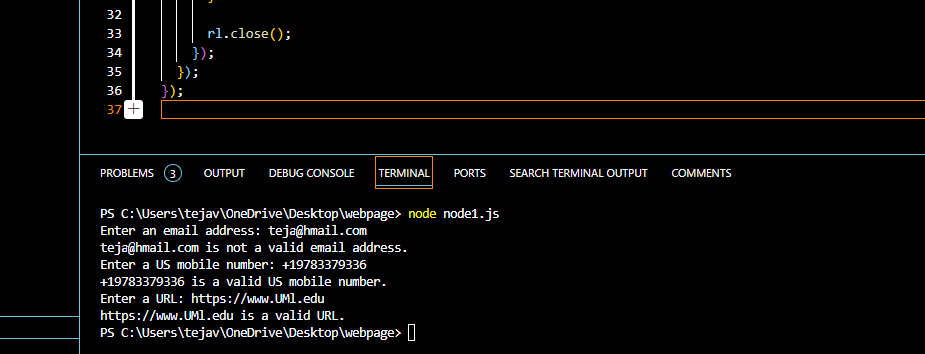 }
32
33 rl.close();
34 });
35 });
36 });
37
PROBLEMS 3 OUTPUT DEBUG CONSOLE TERMINAL PORTS SEARCH TERMINAL OUTPUT COMMENTS
PS C:\Users\tejav\OneDrive\Desktop\webpage> node node1.js
Enter an email address: teja@hmail.com
teja@hmail.com is not a valid email address.
Enter a US mobile number: +19783379336
+19783379336 is a valid US mobile number.
Enter a URL: https://www.UMl.edu
https://www.UMl.edu is a valid URL.
PS C:\Users\tejav\OneDrive\Desktop\webpage>